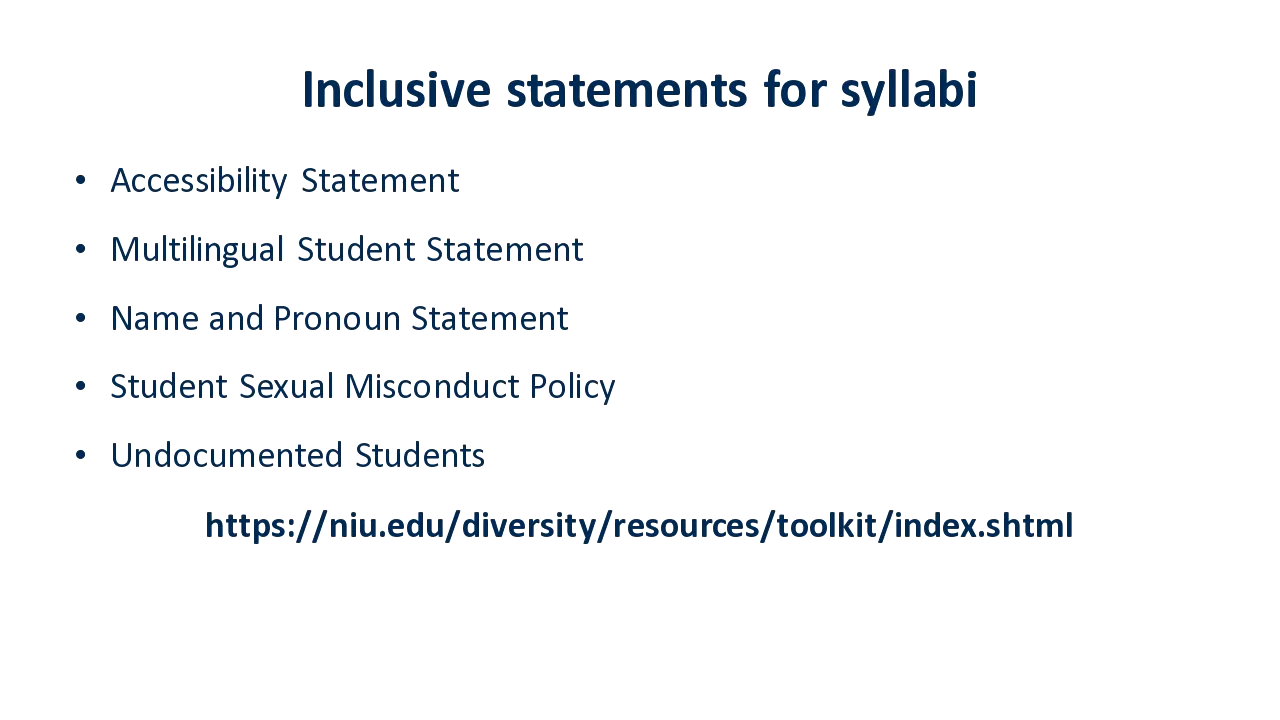 Inclusive statements for syllabi
• Accessibility Statement
• Multilingual Student Statement
• Name and Pronoun Statement
• Student Sexual Misconduct Policy
• Undocumented Students
https://niu.edu/diversity/resources/toolkit/index.shtml